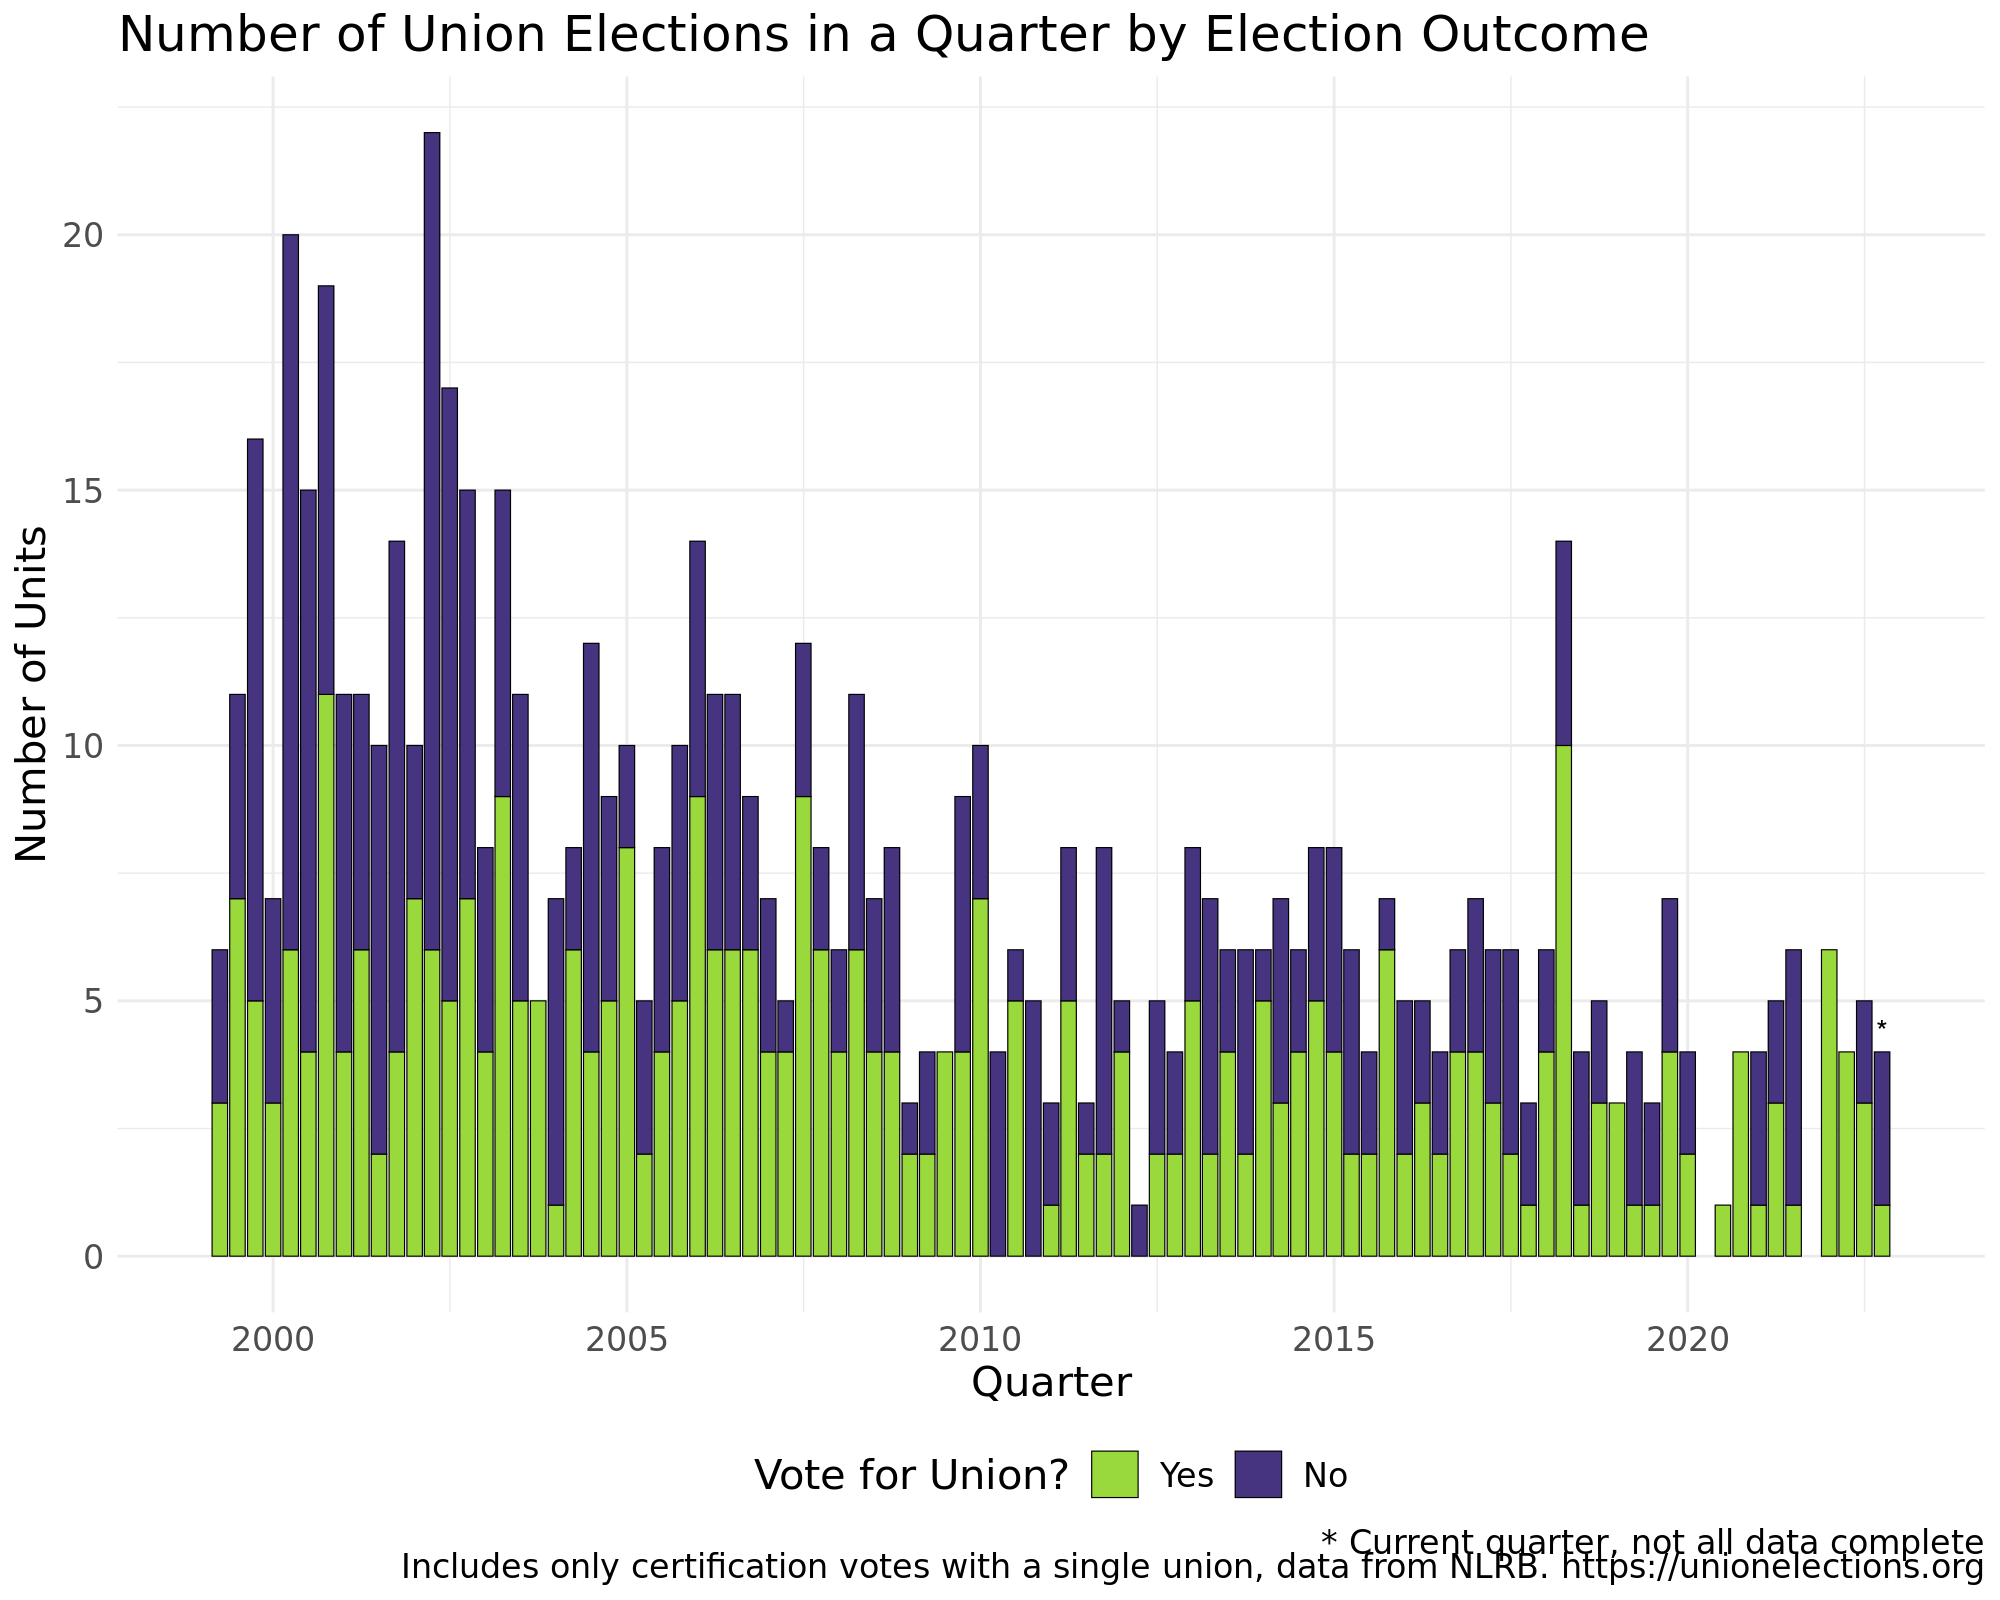 Number of Union Elections in a Quarter by Election Outcome
Number of Units
20
15
10
5
0
*
2000 2005 2010 2015 2020
Quarter
Vote for Union? Yes No
* Current quarter, not all data complete
Includes only certification votes with a single union, data from NLRB. https://unionelections.org